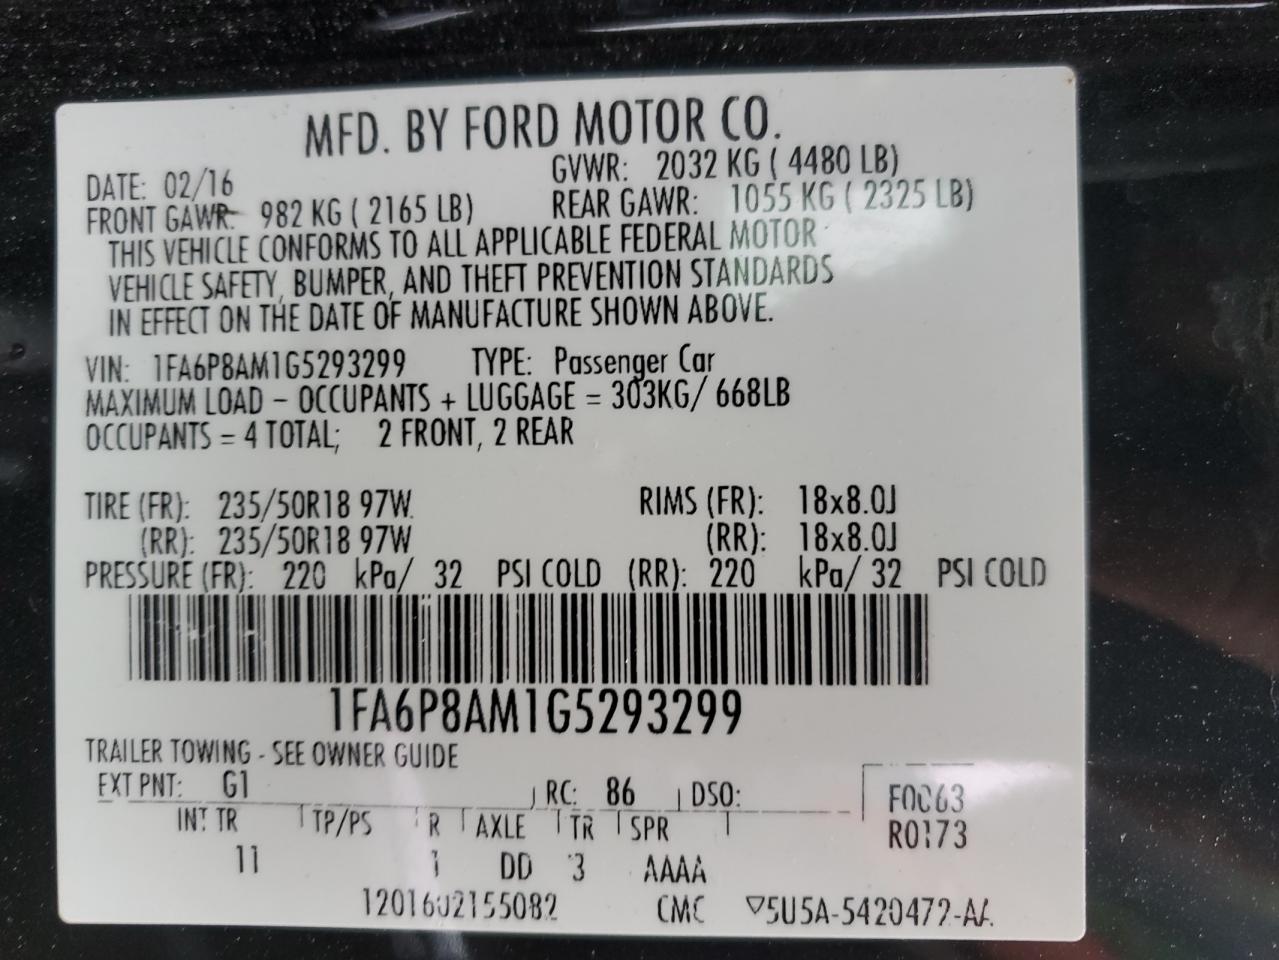 MFD. BY FORD MOTOR CO.
DATE: 02/16 GVWR: 2032 KG ( 4480 LB)
FRONT GAWR: 982 KG ( 2165 LB) REAR GAWR: 1055 KG ( 2325 LB)
THIS VEHICLE CONFORMS TO ALL APPLICABLE FEDERAL MOTOR
VEHICLE SAFETY, BUMPER, AND THEFT PREVENTION STANDARDS
IN EFFECT ON THE DATE OF MANUFACTURE SHOWN ABOVE.
VIN: 1FA6P8AM1G5293299 TYPE: Passenger Car
MAXIMUM LOAD - OCCUPANTS + LUGGAGE = 303KG/ 668LB
OCCUPANTS = 4 TOTAL; 2 FRONT, 2 REAR
TIRE (FR): 235/50R18 97W RIMS (FR): 18x8.0J
(RR): 235/50R18 97W (RR): 18x8.0J
PRESSURE (FR): 220 kPa/ 32 PSI COLD (RR): 220 kPa/ 32 PSI COLD
1FA6P8AM1G5293299
TRAILER TOWING - SEE OWNER GUIDE
EXT PNT: G1 RC: 86 DSO: F0063
INT TR TP/PS R AXLE TR SPR R0173
11 1 DD 3 AAAA
1201602155082 CMC ▽5U5A-5420472-AA